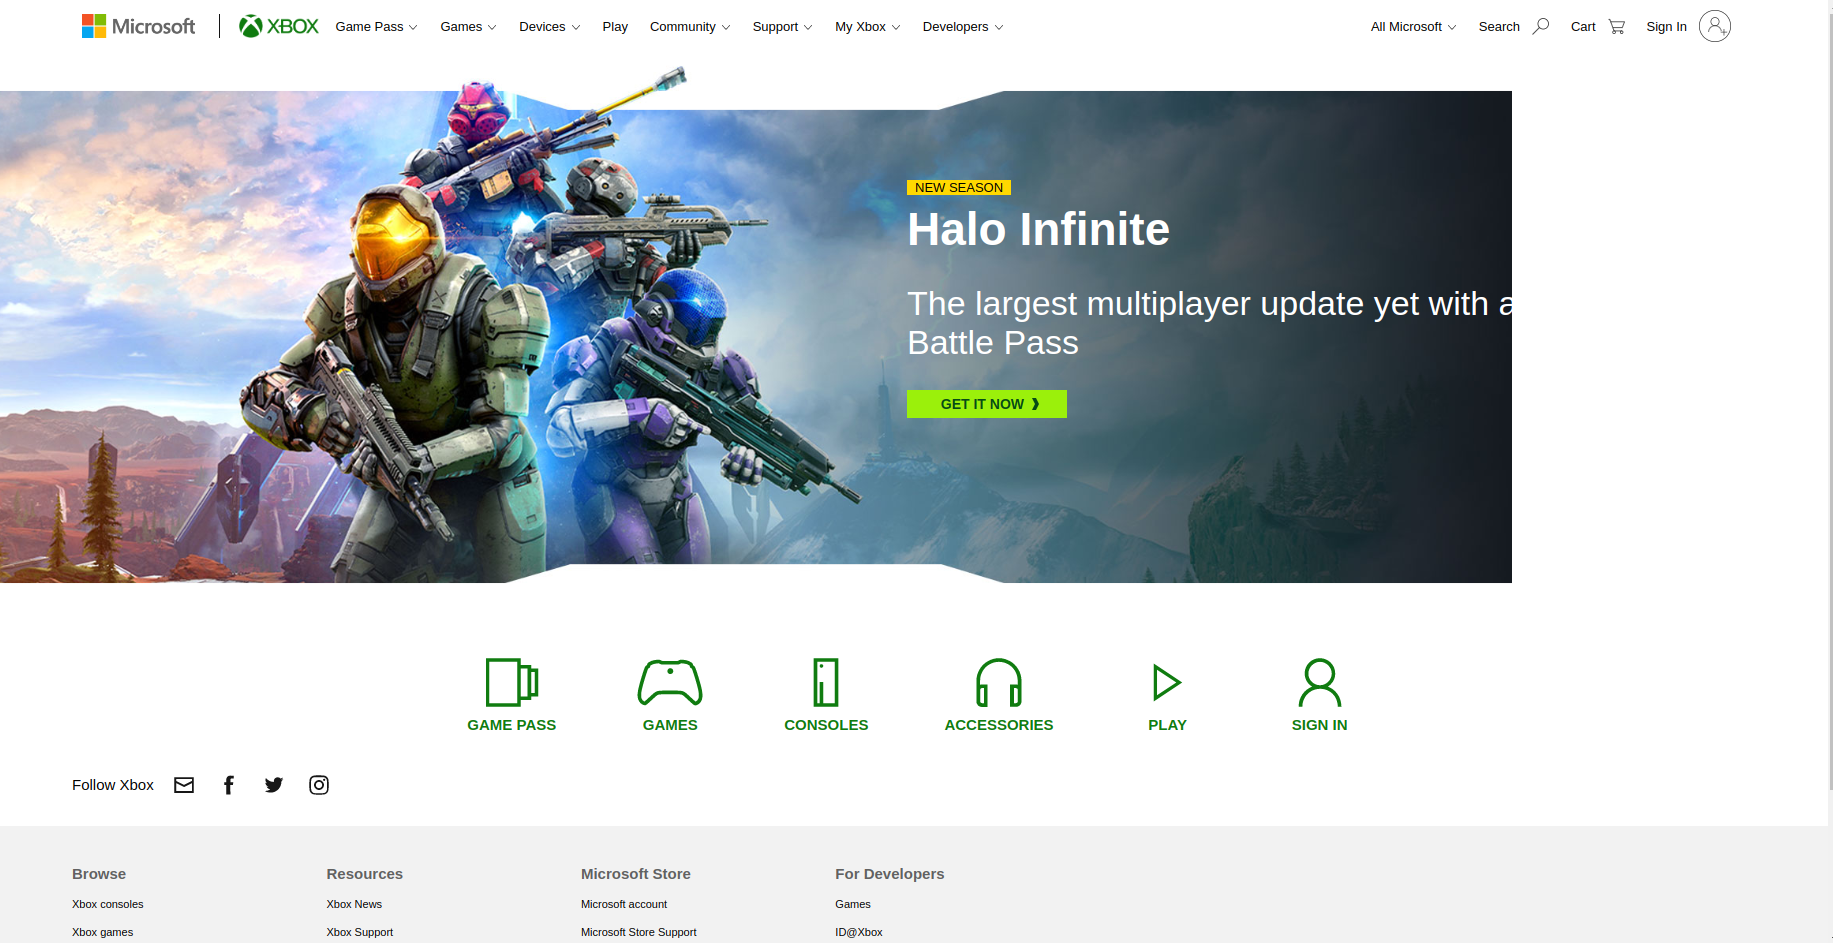 Microsoft XBOX Game Pass Games Devices Play Community Support My Xbox Developers All Microsoft Search Cart Sign In
NEW SEASON
Halo Infinite
The largest multiplayer update yet with a
Battle Pass
GET IT NOW
GAME PASS GAMES CONSOLES ACCESSORIES PLAY SIGN IN
Follow Xbox
Browse Resources Microsoft Store For Developers
Xbox consoles Xbox News Microsoft account Games
Xbox games Xbox Support Microsoft Store Support ID@Xbox